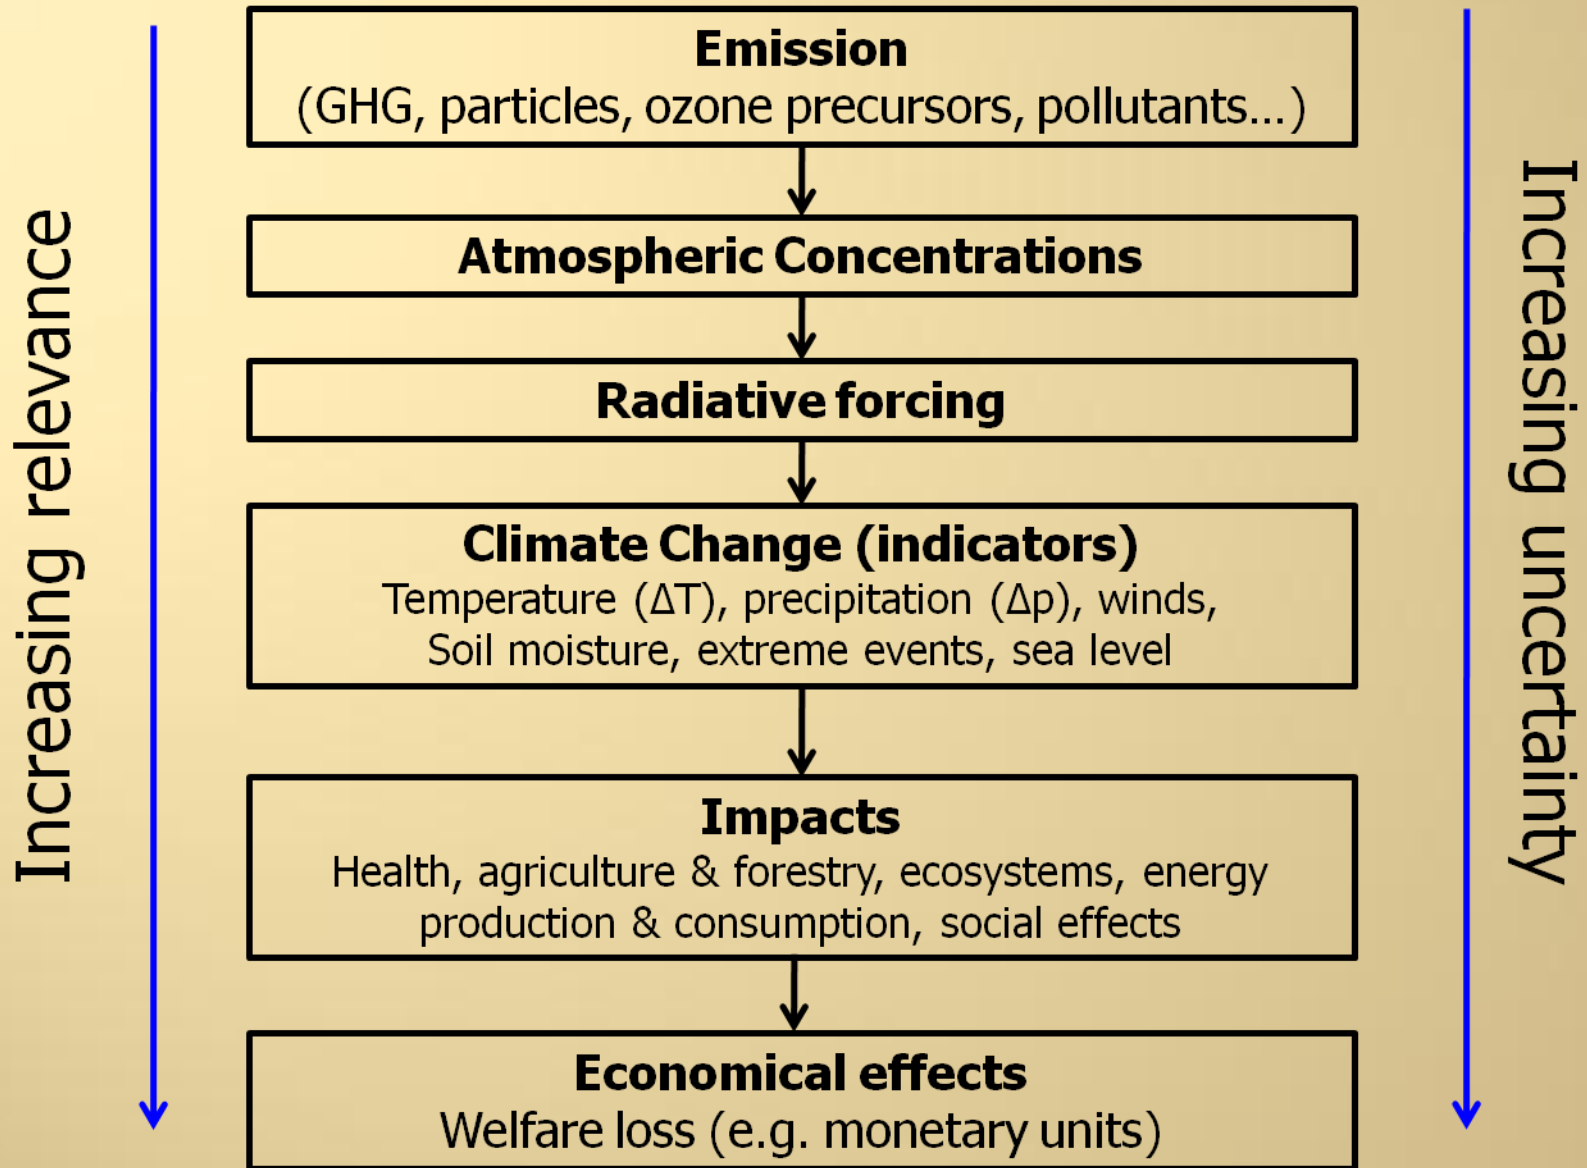 Emission
(GHG, particles, ozone precursors, pollutants...)
Atmospheric Concentrations
Radiative forcing
Climate Change (indicators)
Temperature (ΔT), precipitation (Δp), winds,
Soil moisture, extreme events, sea level
Impacts
Health, agriculture & forestry, ecosystems, energy
production & consumption, social effects
Economical effects
Welfare loss (e.g. monetary units)
Increasing relevance
Increasing uncertainty